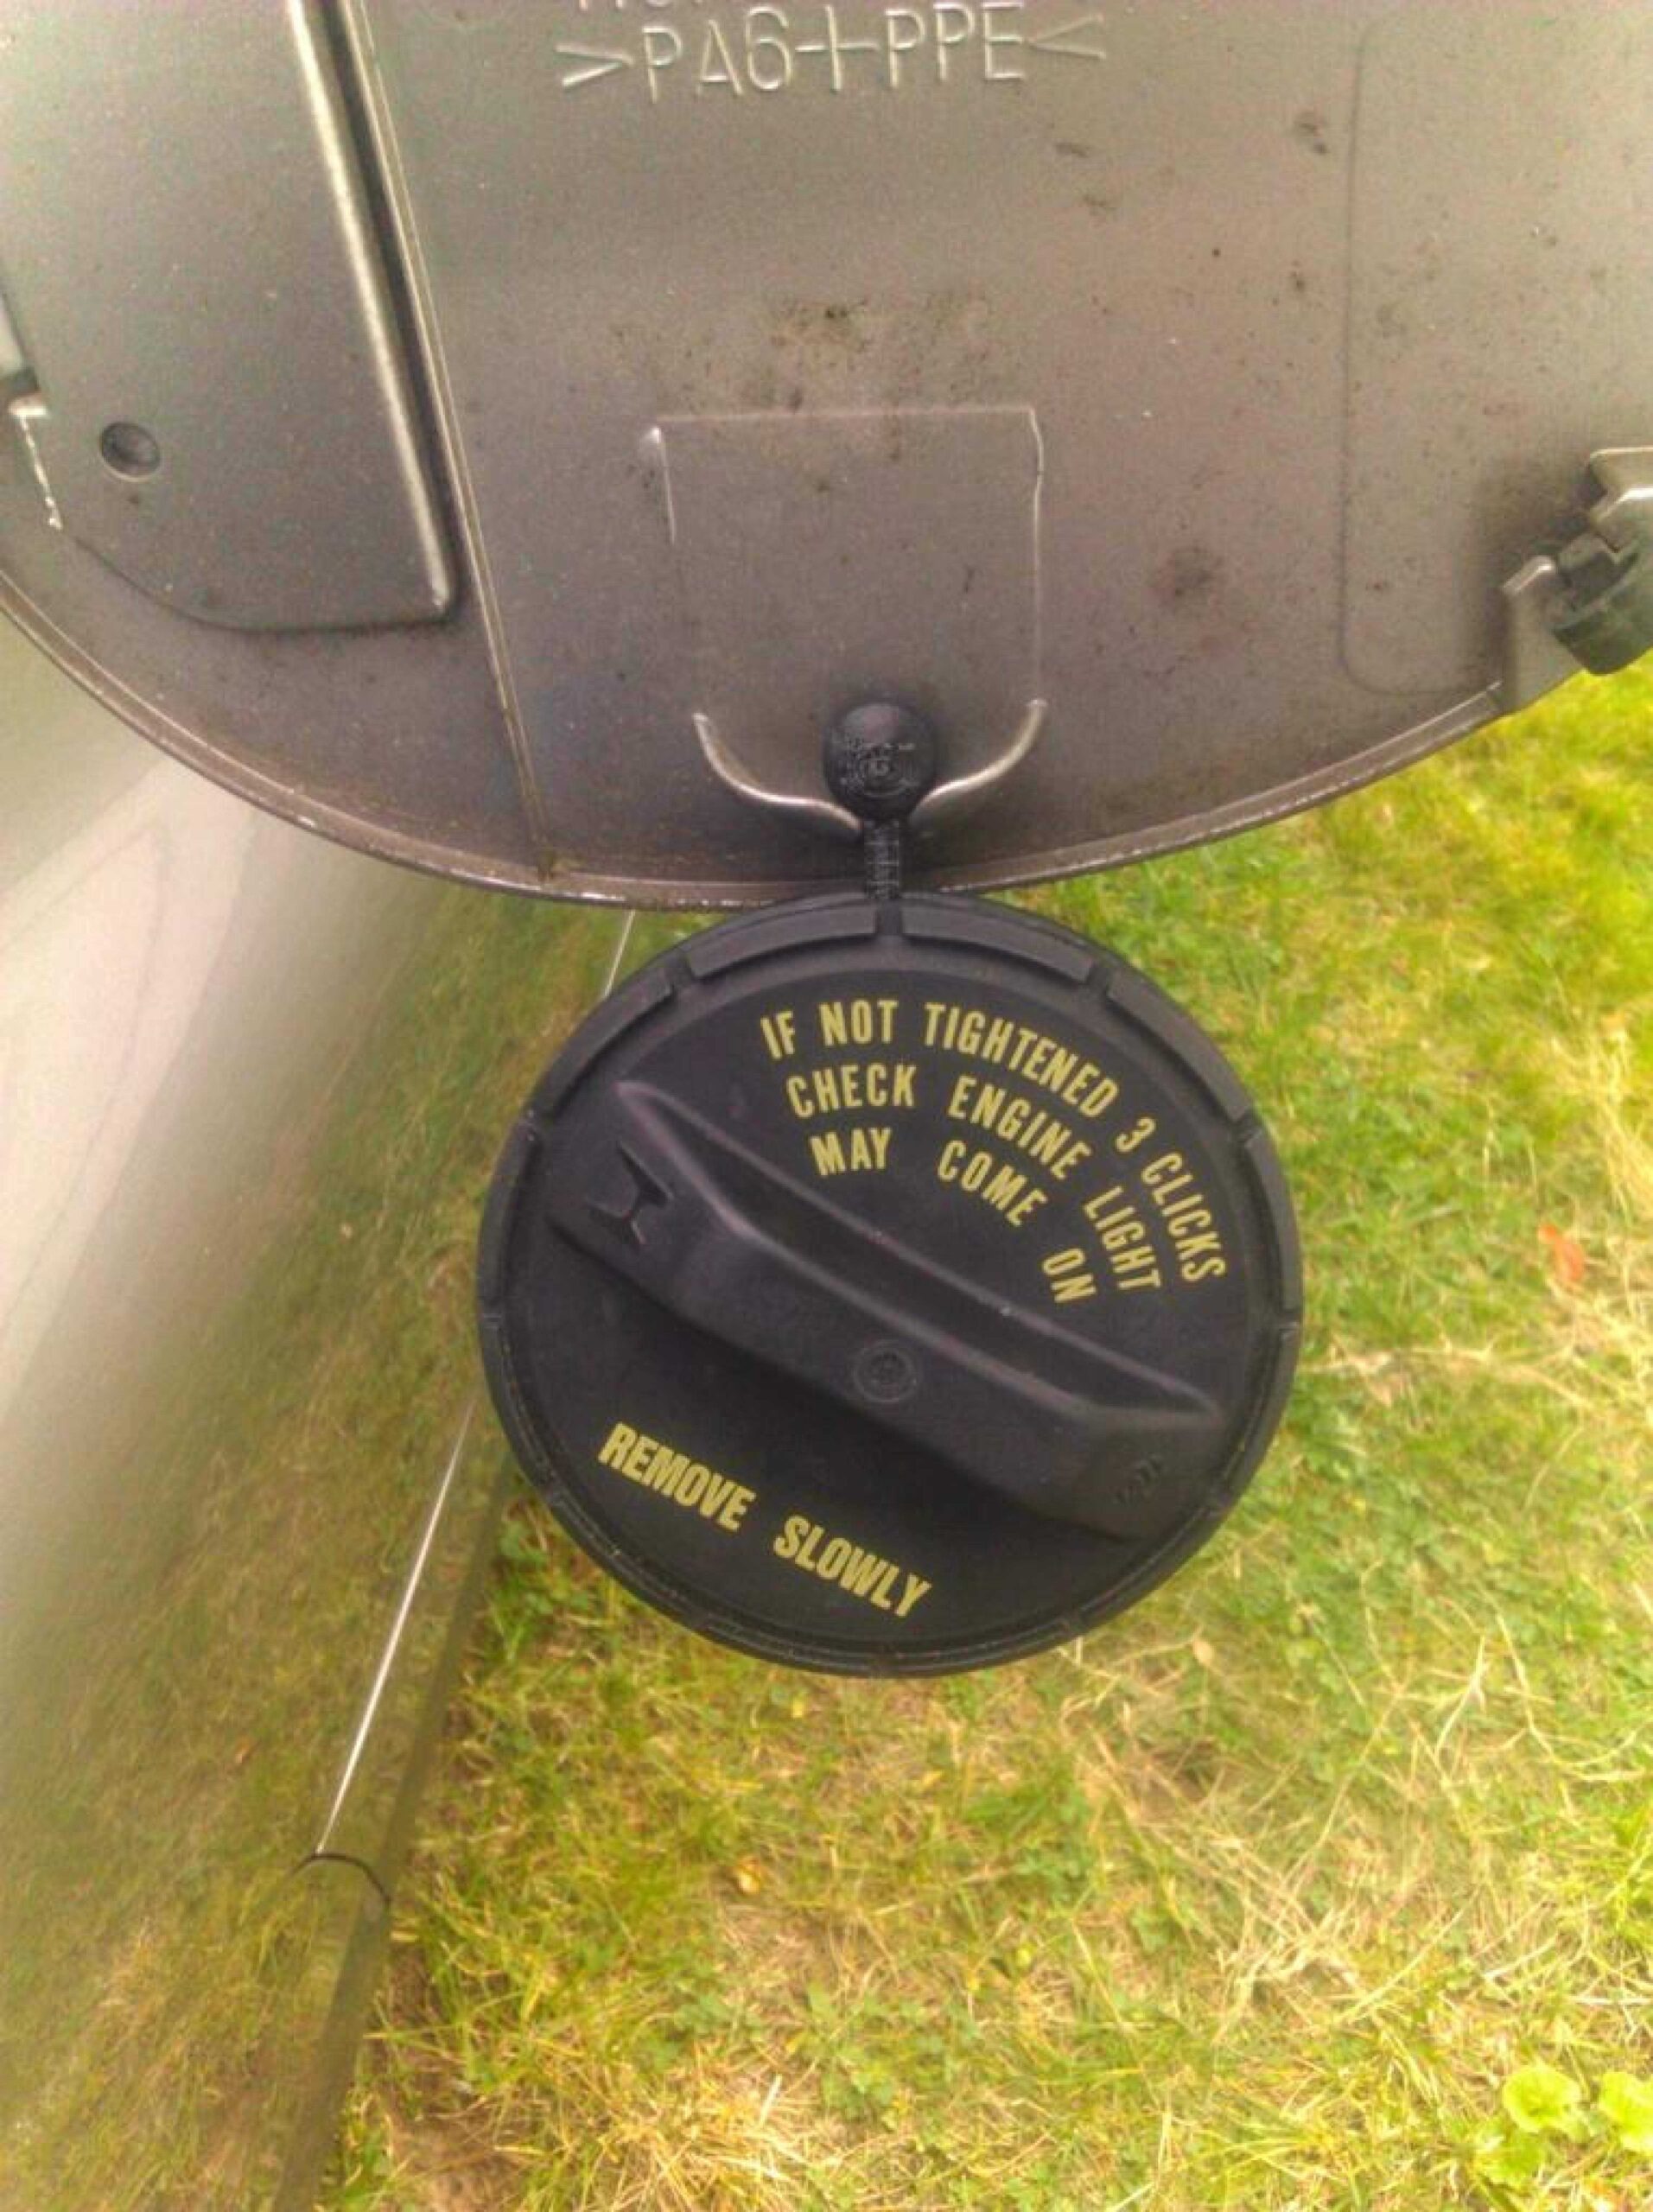 >PA6+PPE<
IF NOT TIGHTENED 3 CLICKS
CHECK ENGINE LIGHT
MAY COME ON
REMOVE SLOWLY